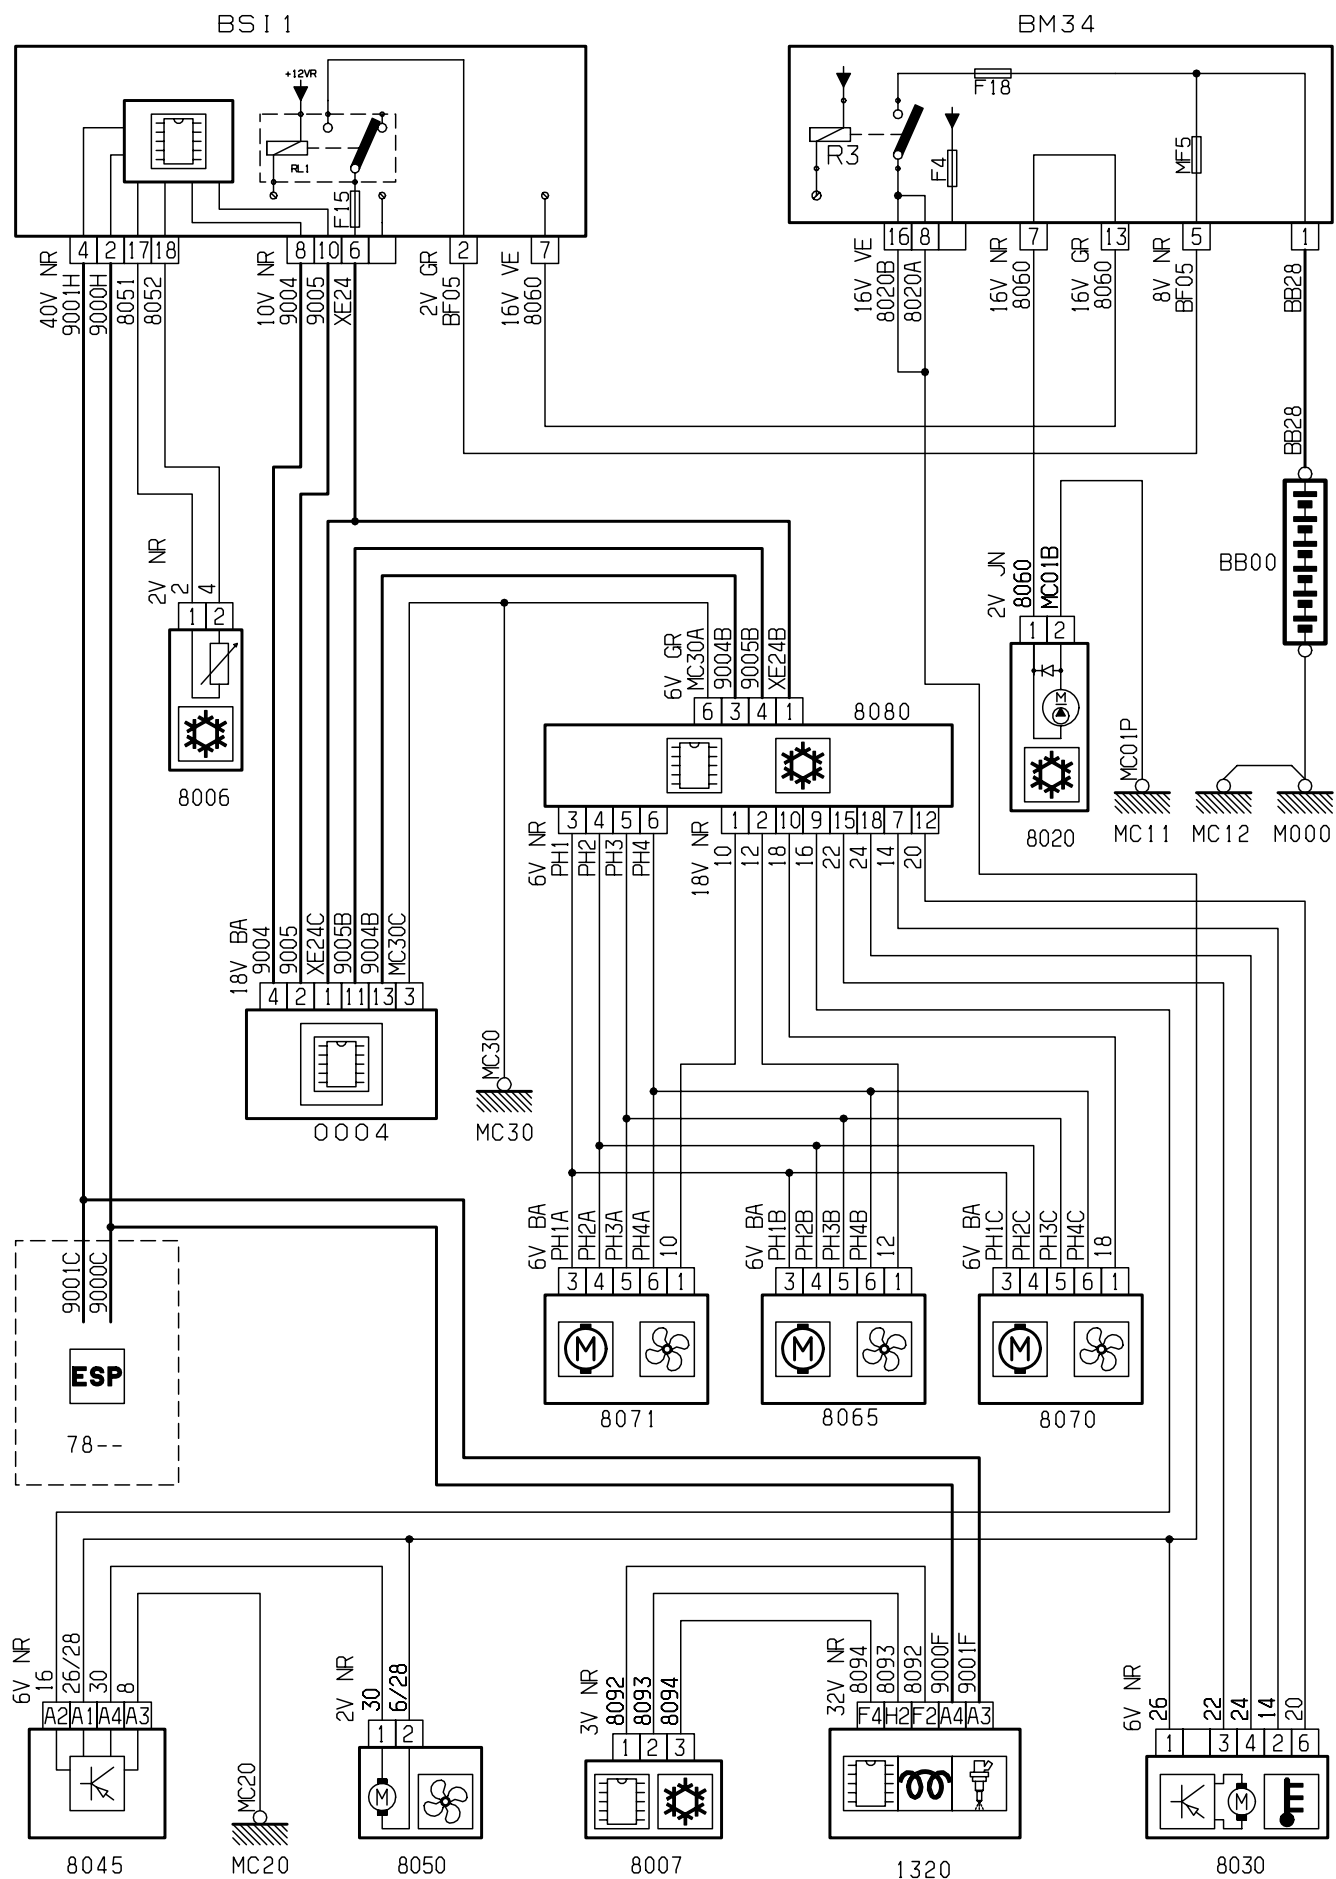 BSI1
BM34
+12VR
RL1
F15
R3
F4
F18
MF5
4 2 17 18 8 10 6 2 7
16 8 7 13 5 1
40V NR
9001H
9000H
8051
8052
10V NR
9004
9005
XE24
2V GR
BF05
16V VE
8060
16V VE
8020B
8020A
16V NR
8060
16V GR
8060
8V NR
BF05
BB28
BB28
BB00
2V NR
2
4
1 2
8006
6V GR
MC30A
9004B
9005B
XE24B
6 3 4 1
8080
2V JN
8060
MC01B
1 2
8020
MC01P
MC11
MC12
M000
3 4 5 6
1 2 10 9 15 18 7 12
6V NR
PH1
PH2
PH3
PH4
18V NR
10
12
18
16
22
24
14
20
18V BA
9004
9005
XE24C
9005B
9004B
MC30C
4 2 1 11 13 3
0004
MC30
MC30
9001C
9000C
ESP
78--
6V BA
PH1A
PH2A
PH3A
PH4A
10
3 4 5 6 1
M
8071
6V BA
PH1B
PH2B
PH3B
PH4B
12
3 4 5 6 1
M
8065
6V BA
PH1C
PH2C
PH3C
PH4C
18
3 4 5 6 1
M
8070
6V NR
16
26/28
30
8
A2 A1 A4 A3
8045
MC20
MC20
2V NR
30
6/28
1 2
M
8050
3V NR
8092
8093
8094
1 2 3
8007
32V NR
8094
8093
8092
9000F
9001F
F4 H2 F2 A4 A3
1320
6V NR
26
22
24
14
20
1 3 4 2 6
M
8030
M